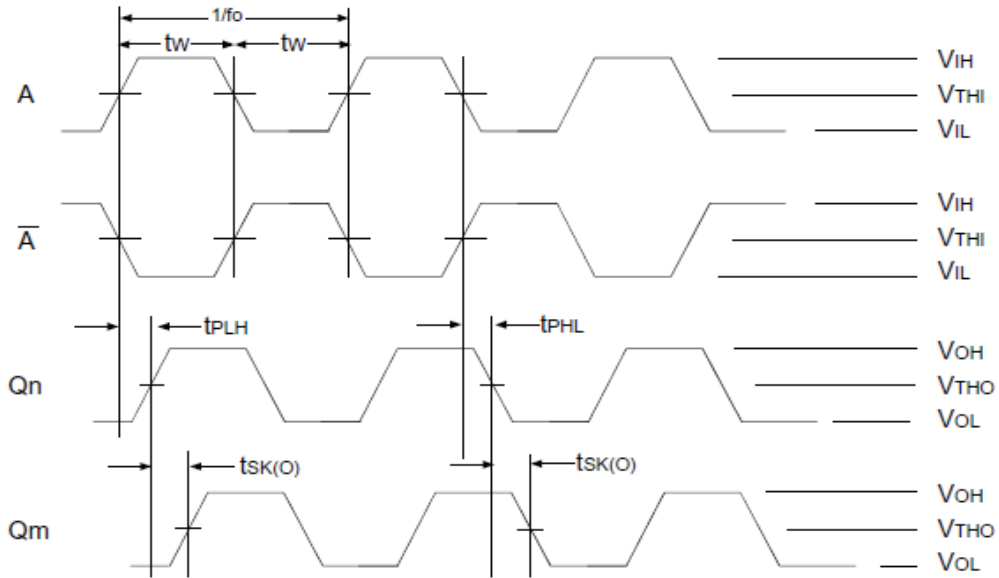 1/fo
tW tW
A
VIH
VTHI
VIL
A
VIH
VTHI
VIL
tPLH tPHL
Qn
VOH
VTHO
VOL
tSK(O) tSK(O)
Qm
VOH
VTHO
VOL